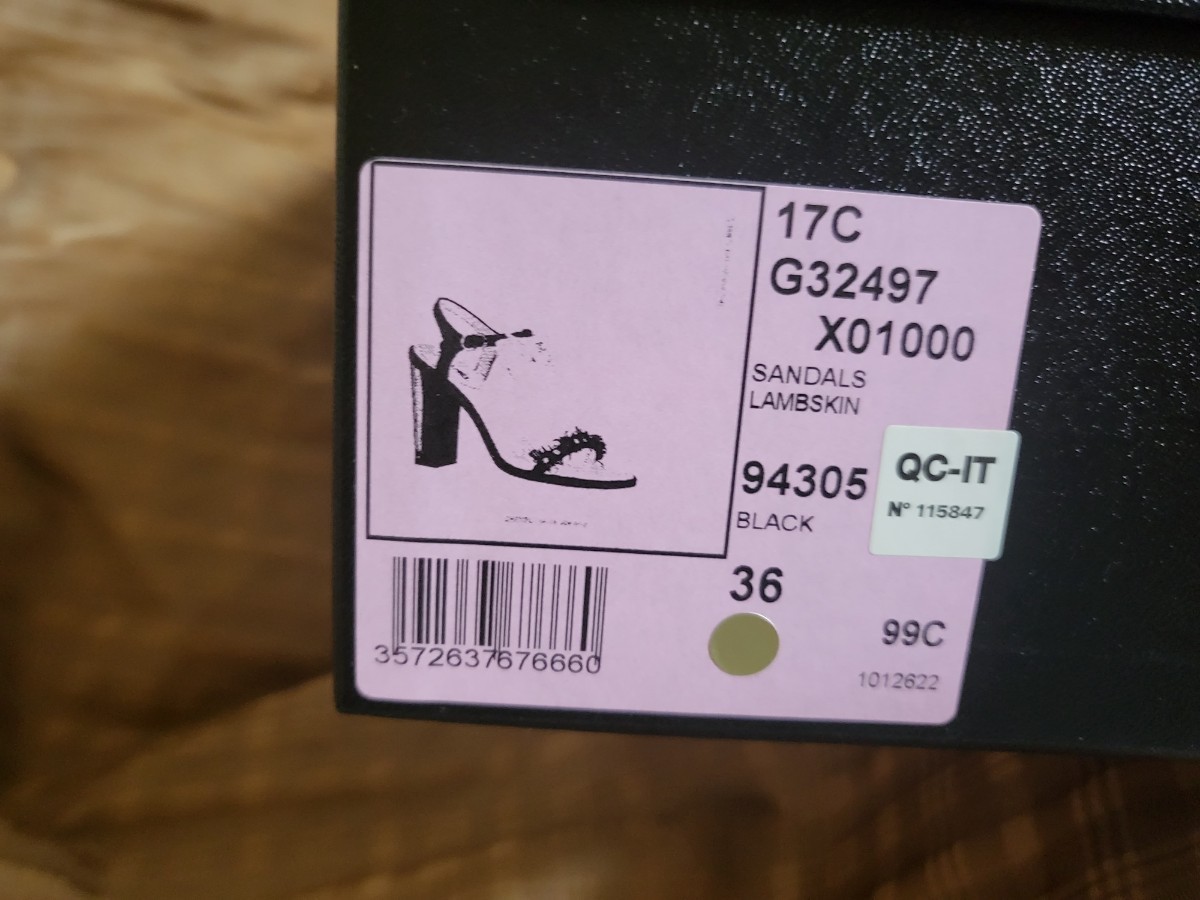 17C
G32497
X01000
SANDALS
LAMBSKIN
94305
BLACK
QC-IT
N° 115847
36
99C
1012622
3572637676660